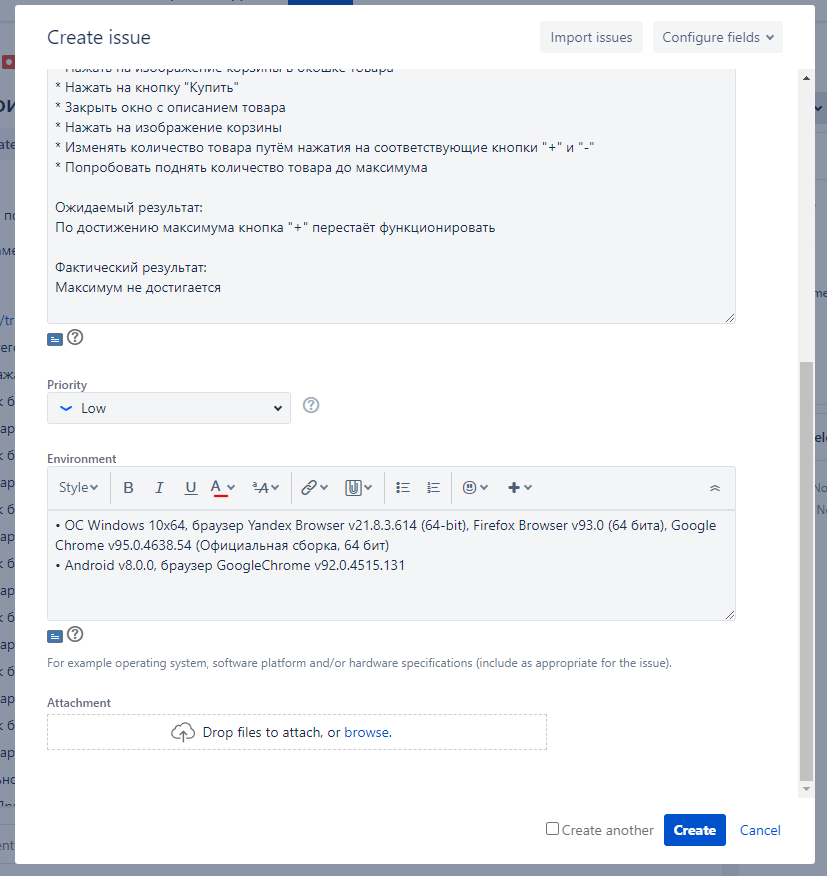 Create issue
Import issues
Configure fields
* Нажать на изображение корзины в окошке товара
* Нажать на кнопку "Купить"
* Закрыть окно с описанием товара
* Нажать на изображение корзины
* Изменять количество товара путём нажатия на соответствующие кнопки "+" и "-"
* Попробовать поднять количество товара до максимума
Ожидаемый результат:
По достижению максимума кнопка "+" перестаёт функционировать
Фактический результат:
Максимум не достигается
Priority
Low
Environment
Style
• ОС Windows 10x64, браузер Yandex Browser v21.8.3.614 (64-bit), Firefox Browser v93.0 (64 бита), Google
Chrome v95.0.4638.54 (Официальная сборка, 64 бит)
• Android v8.0.0, браузер GoogleChrome v92.0.4515.131
For example operating system, software platform and/or hardware specifications (include as appropriate for the issue).
Attachment
Drop files to attach, or browse.
Create another
Create
Cancel